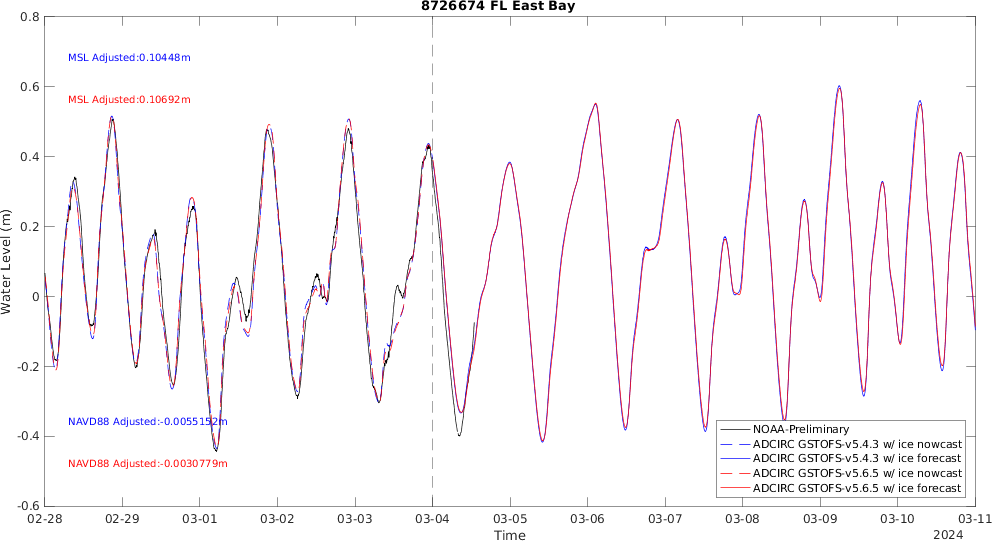 8726674 FL East Bay
0.8
0.6
0.4
0.2
0
-0.2
-0.4
-0.6
Water Level (m)
MSL Adjusted:0.10448m
MSL Adjusted:0.10692m
NAVD88 Adjusted:-0.0055152m
NAVD88 Adjusted:-0.0030779m
NOAA-Preliminary
ADCIRC GSTOFS-v5.4.3 w/ ice nowcast
ADCIRC GSTOFS-v5.4.3 w/ ice forecast
ADCIRC GSTOFS-v5.6.5 w/ ice nowcast
ADCIRC GSTOFS-v5.6.5 w/ ice forecast
02-28 02-29 03-01 03-02 03-03 03-04 03-05 03-06 03-07 03-08 03-09 03-10 03-11
Time
2024